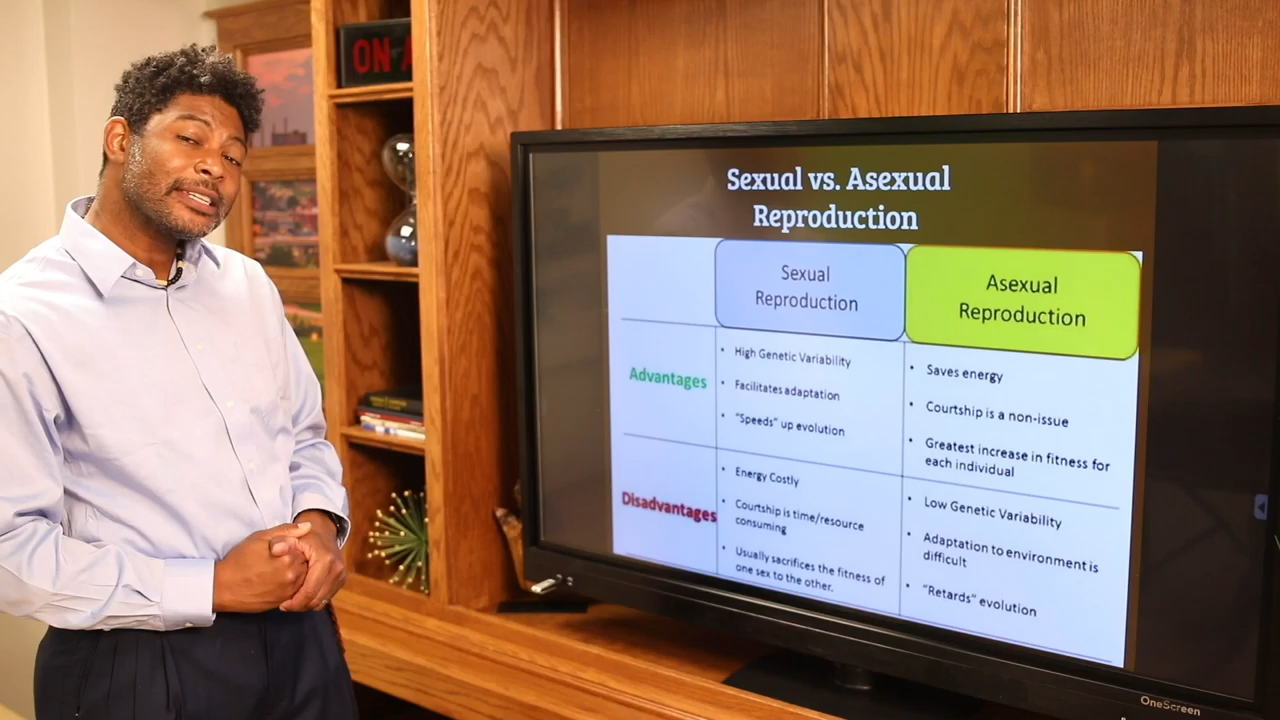 ON A
Sexual vs. Asexual
Reproduction
Sexual
Reproduction
Asexual
Reproduction
Advantages
• High Genetic Variability
• Facilitates adaptation
• "Speeds" up evolution
• Saves energy
• Courtship is a non-issue
• Greatest increase in fitness for
each individual
Disadvantages
• Energy Costly
• Courtship is time/resource
consuming
• Usually sacrifices the fitness of
one sex to the other.
• Low Genetic Variability
• Adaptation to environment is
difficult
• "Retards" evolution
OneScreen